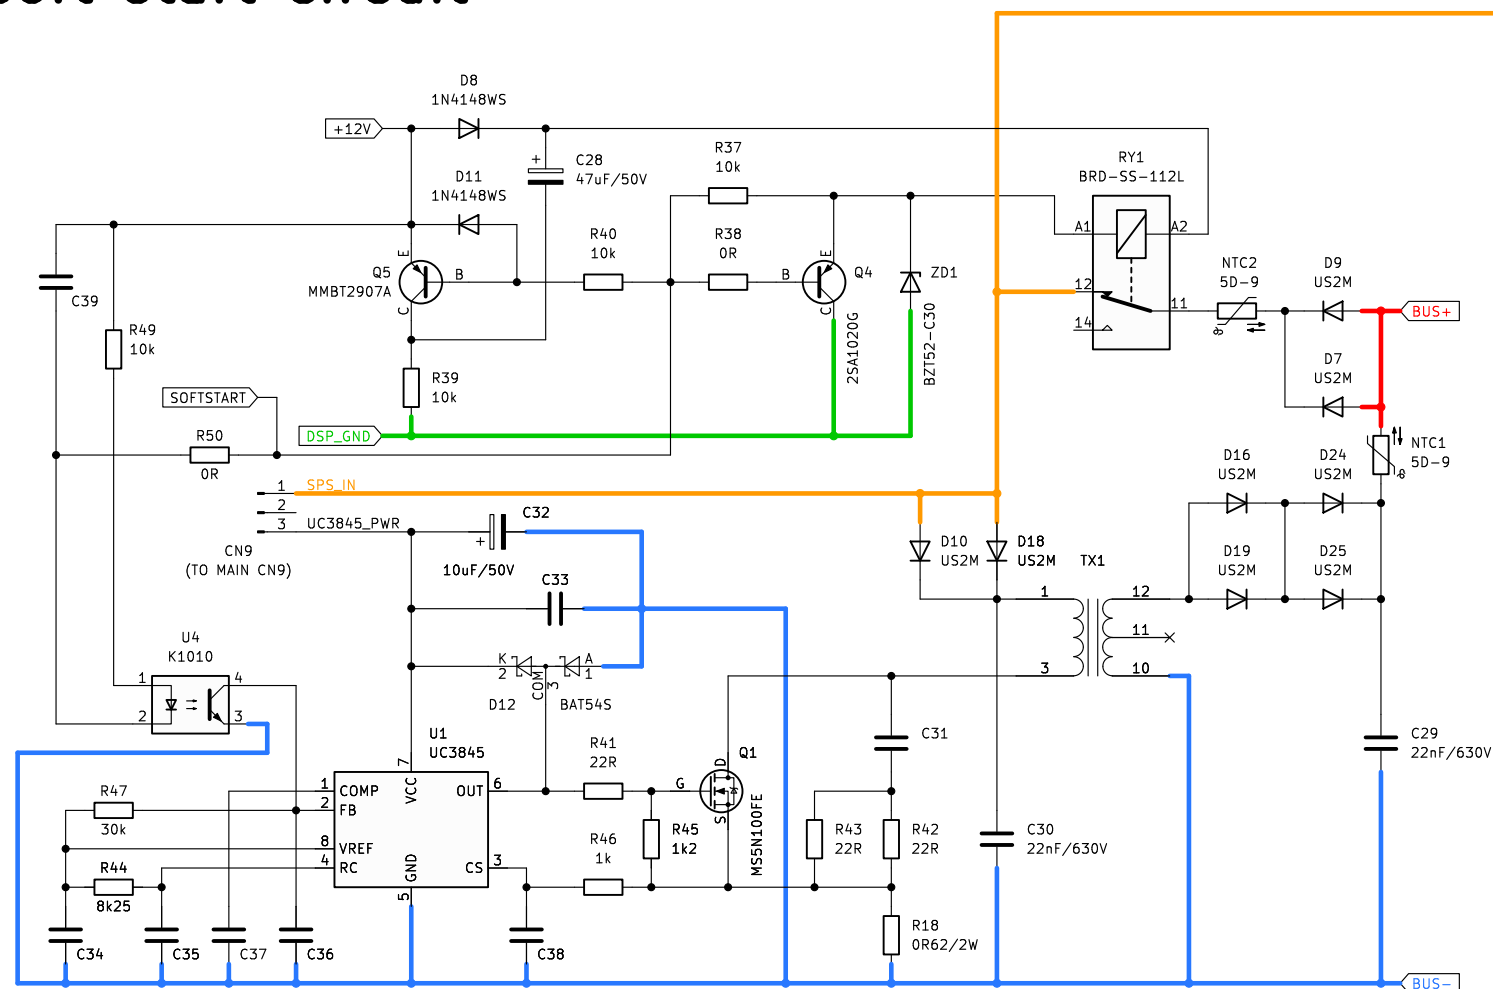 Soft Start Circuit
D8
1N4148WS
+12V
+
C28
47uF/50V
R37
10k
RY1
BRD-SS-112L
D11
1N4148WS
A1
A2
R40
10k
R38
0R
E
E
Q5
MMBT2907A
B
B
Q4
ZD1
C
C
2SA1020G
BZT52-C30
12
14
11
NTC2
5D-9
θ
D9
US2M
BUS+
D7
US2M
C39
R49
10k
R39
10k
SOFTSTART
DSP_GND
R50
0R
NTC1
5D-9
θ
D16
US2M
D24
US2M
1
SPS_IN
2
3
UC3845_PWR
CN9
(TO MAIN CN9)
+
C32
10uF/50V
C33
D10
US2M
D18
US2M
TX1
D19
US2M
D25
US2M
1
12
11
3
10
U4
K1010
1
4
2
3
K
2
COM
3
A
1
D12
BAT54S
U1
UC3845
7
VCC
R41
22R
Q1
D
G
S
MS5N100FE
C31
C29
22nF/630V
1
COMP
2
FB
8
VREF
4
RC
GND
5
OUT
6
CS
3
R47
30k
R44
8k25
R46
1k
R45
1k2
R43
22R
R42
22R
C30
22nF/630V
R18
0R62/2W
C34
C35
C37
C36
C38
BUS-